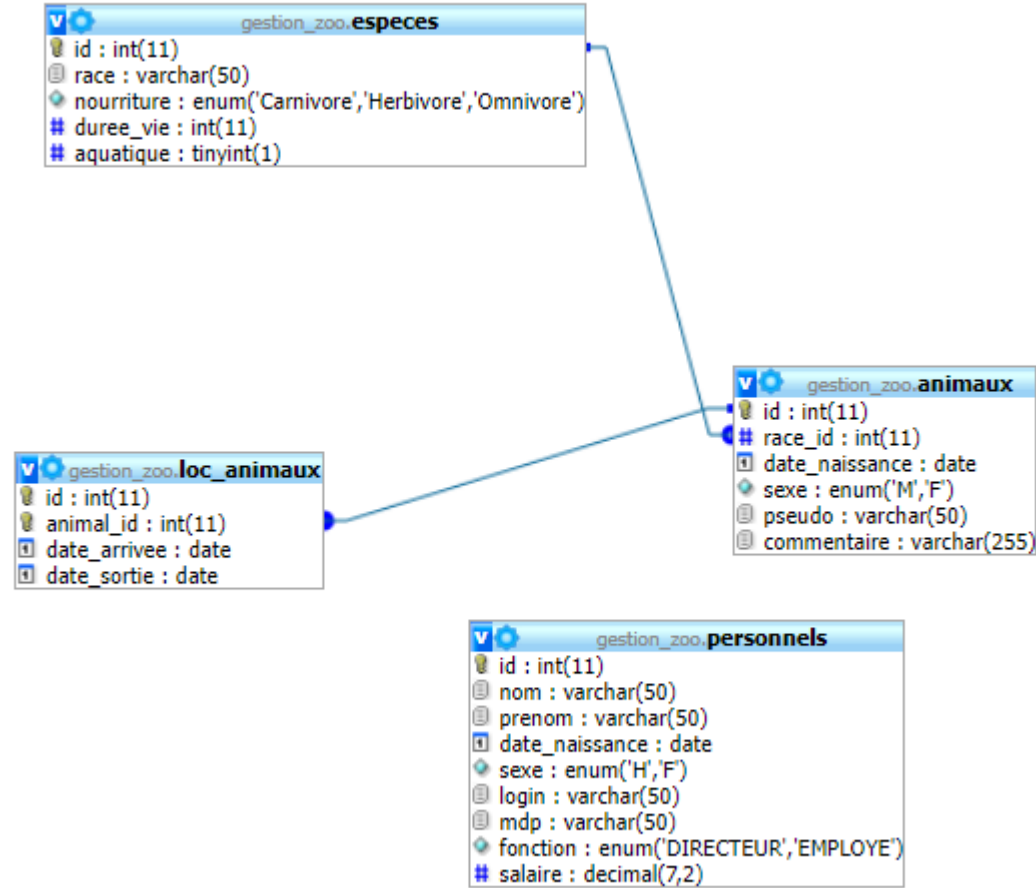 gestion_zoo.especes
id : int(11)
race : varchar(50)
nourriture : enum('Carnivore','Herbivore','Omnivore')
# duree_vie : int(11)
# aquatique : tinyint(1)
gestion_zoo.animaux
id : int(11)
# race_id : int(11)
date_naissance : date
sexe : enum('M','F')
pseudo : varchar(50)
commentaire : varchar(255)
gestion_zoo.loc_animaux
id : int(11)
animal_id : int(11)
date_arrivee : date
date_sortie : date
gestion_zoo.personnels
id : int(11)
nom : varchar(50)
prenom : varchar(50)
date_naissance : date
sexe : enum('H','F')
login : varchar(50)
mdp : varchar(50)
fonction : enum('DIRECTEUR','EMPLOYE')
# salaire : decimal(7,2)